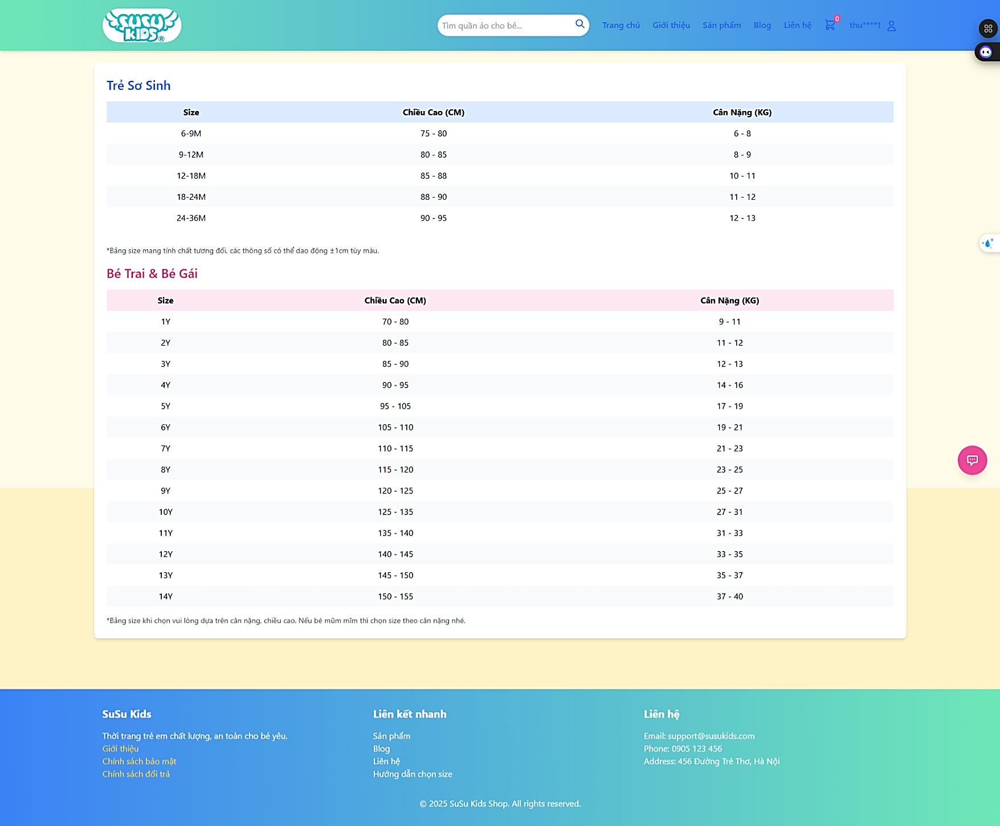 SUSU
KIDS®
Tìm quần áo cho bé...
Trang chủ
Giới thiệu
Sản phẩm
Blog
Liên hệ
0
thu****1
Trẻ Sơ Sinh
Size Chiều Cao (CM) Cân Nặng (KG)
6-9M 75 - 80 6 - 8
9-12M 80 - 85 8 - 9
12-18M 85 - 88 10 - 11
18-24M 88 - 90 11 - 12
24-36M 90 - 95 12 - 13
*Bảng size mang tính chất tương đối, các thông số có thể dao động ±1cm tùy màu.
Bé Trai & Bé Gái
Size Chiều Cao (CM) Cân Nặng (KG)
1Y 70 - 80 9 - 11
2Y 80 - 85 11 - 12
3Y 85 - 90 12 - 13
4Y 90 - 95 14 - 16
5Y 95 - 105 17 - 19
6Y 105 - 110 19 - 21
7Y 110 - 115 21 - 23
8Y 115 - 120 23 - 25
9Y 120 - 125 25 - 27
10Y 125 - 135 27 - 31
11Y 135 - 140 31 - 33
12Y 140 - 145 33 - 35
13Y 145 - 150 35 - 37
14Y 150 - 155 37 - 40
*Bảng size khi chọn vui lòng dựa trên cân nặng, chiều cao. Nếu bé mũm mĩm thì chọn size theo cân nặng nhé.
SuSu Kids
Thời trang trẻ em chất lượng, an toàn cho bé yêu.
Giới thiệu
Chính sách bảo mật
Chính sách đổi trả
Liên kết nhanh
Sản phẩm
Blog
Liên hệ
Hướng dẫn chọn size
Liên hệ
Email: support@susukids.com
Phone: 0905 123 456
Address: 456 Đường Trẻ Thơ, Hà Nội
© 2025 SuSu Kids Shop. All rights reserved.